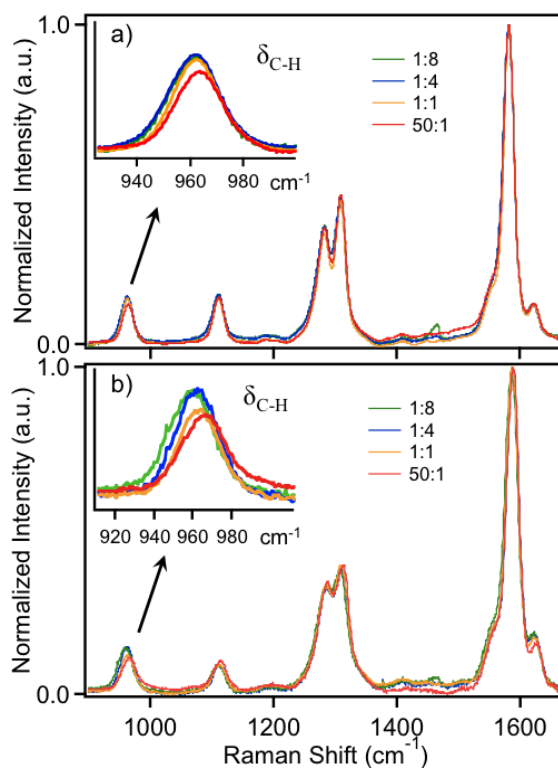 1.0
a)
δC-H
1:8
1:4
1:1
50:1
940 960 980 cm-1
Normalized Intensity (a.u.)
0.0
1.0
b)
δC-H
1:8
1:4
1:1
50:1
920 940 960 980 cm-1
Normalized Intensity (a.u.)
0.0
1000 1200 1400 1600
Raman Shift (cm-1)